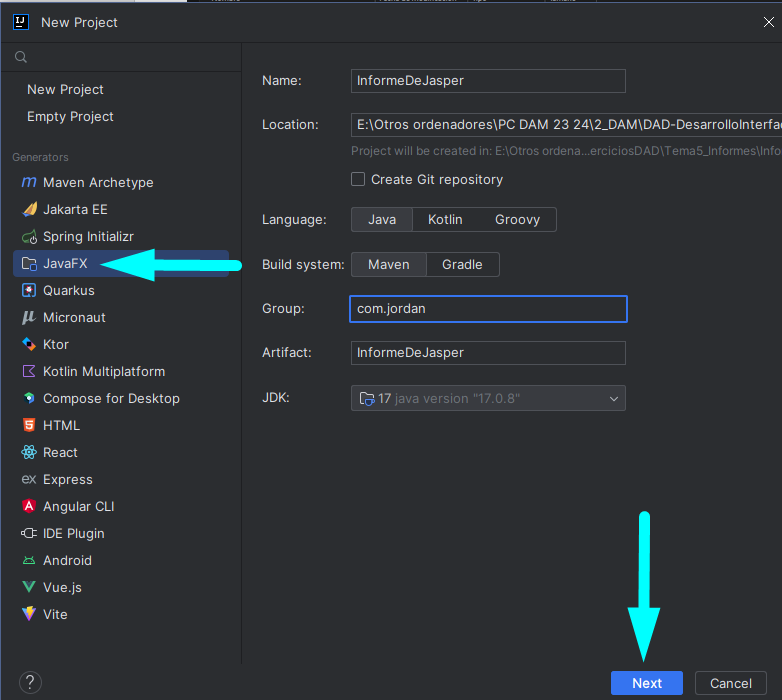 New Project
New Project
Empty Project
Generators
Maven Archetype
Jakarta EE
Spring Initializr
JavaFX
Quarkus
Micronaut
Ktor
Kotlin Multiplatform
Compose for Desktop
HTML
React
ex Express
Angular CLI
IDE Plugin
Android
Vue.js
Vite
?
Name: InformeDeJasper
Location: E:\Otros ordenadores\PC DAM 23 24\2_DAM\DAD-DesarrolloInterfac
Project will be created in: E:\Otros ordena...erciciosDAD\Tema5_Informes\Info
Create Git repository
Language: Java Kotlin Groovy
Build system: Maven Gradle
Group: com.jordan
Artifact: InformeDeJasper
JDK: 17 java version "17.0.8"
Next Cancel